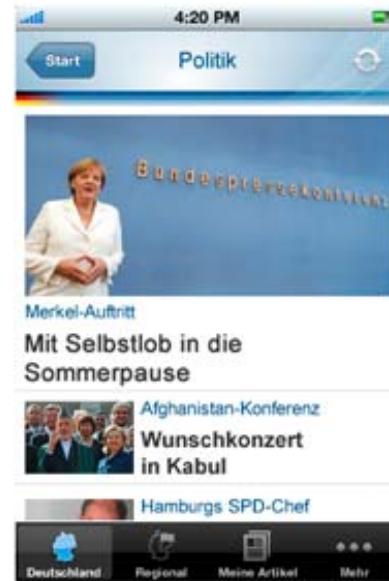 4:20 PM
Start
Politik
Bundespressekonferenz
Merkel-Auftritt
Mit Selbstlob in die
Sommerpause
Afghanistan-Konferenz
Wunschkonzert
in Kabul
Hamburgs SPD-Chef
Deutschland
Regional
Meine Artikel
Mehr